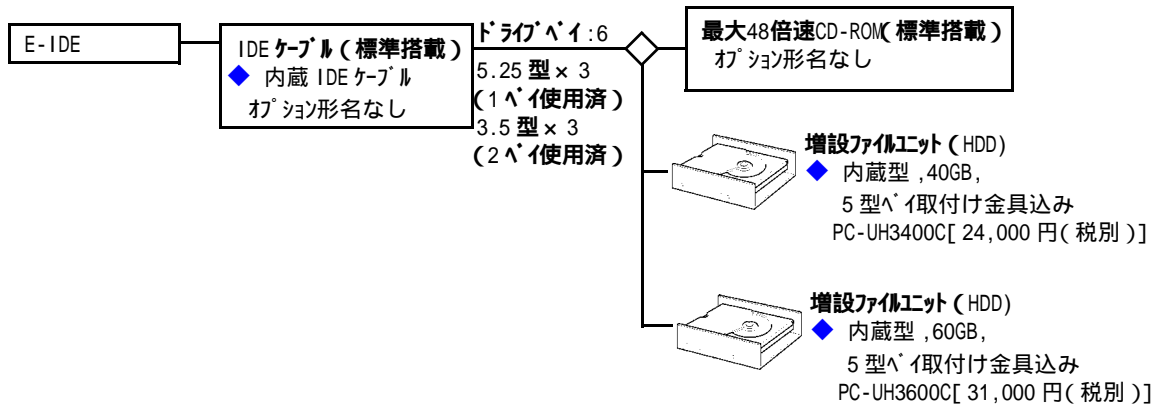 E-IDE
IDE ｹｰﾌﾞﾙ（標準搭載）
◆ 内蔵 IDE ｹｰﾌﾞﾙ
ｵﾌﾟｼｮﾝ形名なし
ﾄﾞﾗｲﾌﾞﾍﾞｲ:6
5.25 型×3
（1 ﾍﾞｲ使用済）
3.5 型×3
（2 ﾍﾞｲ使用済）
最大48倍速CD-ROM（標準搭載）
ｵﾌﾟｼｮﾝ形名なし
増設ﾌｧｲﾙﾕﾆｯﾄ（HDD)
◆ 内蔵型,40GB,
5 型ﾍﾞｲ取付け金具込み
PC-UH3400C[24,000 円(税別)]
増設ﾌｧｲﾙﾕﾆｯﾄ（HDD)
◆ 内蔵型,60GB,
5 型ﾍﾞｲ取付け金具込み
PC-UH3600C[31,000 円(税別)]